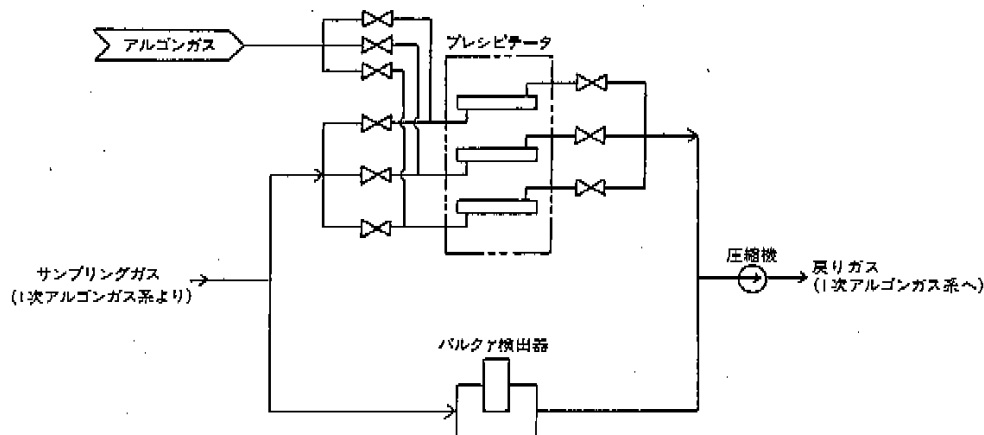 アルゴンガス
プレシピテータ
サンプリングガス
(1次アルゴンガス系より)
圧縮機
戻りガス
(1次アルゴンガス系へ)
バルクγ検出器